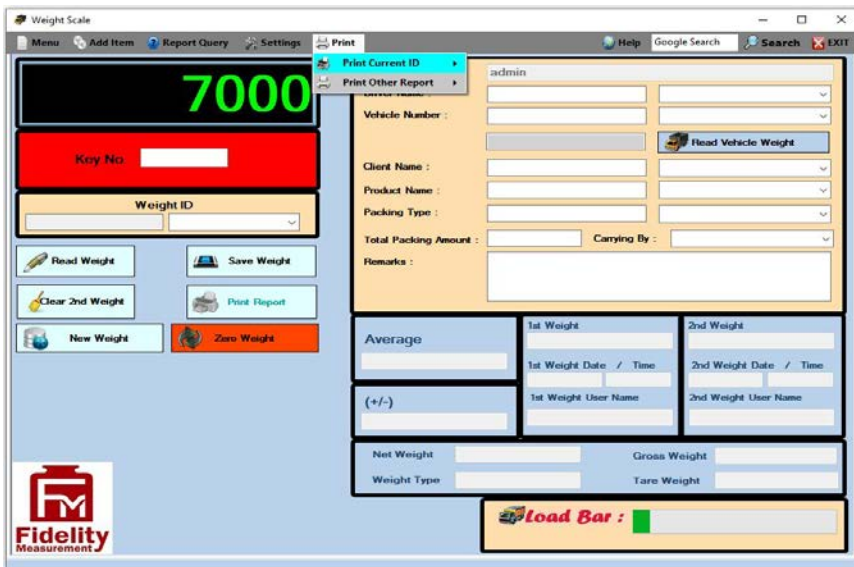 Weight Scale
Menu Add Item Report Query Settings Print Help Google Search Search EXIT
Print Current ID
Print Other Report
7000
admin
Vehicle Number :
Read Vehicle Weight
Key No
Client Name :
Product Name :
Weight ID
Packing Type :
Total Packing Amount : Carrying By :
Remarks :
Read Weight Save Weight
Clear 2nd Weight Print Report
New Weight Zero Weight
Average
1st Weight 2nd Weight
1st Weight Date / Time 2nd Weight Date / Time
(+/-)
1st Weight User Name 2nd Weight User Name
Net Weight Gross Weight
Weight Type Tare Weight
FM
Fidelity
Measurement
Load Bar :